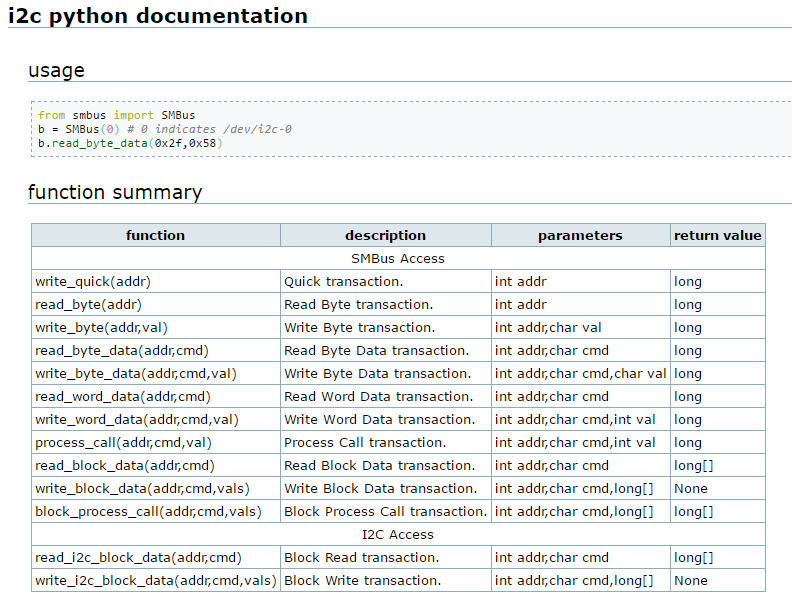 i2c python documentation
usage
from smbus import SMBus
b = SMBus(0) # 0 indicates /dev/i2c-0
b.read_byte_data(0x2f,0x58)
function summary
function description parameters return value
SMBus Access
write_quick(addr) Quick transaction. int addr long
read_byte(addr) Read Byte transaction. int addr long
write_byte(addr,val) Write Byte transaction. int addr,char val long
read_byte_data(addr,cmd) Read Byte Data transaction. int addr,char cmd long
write_byte_data(addr,cmd,val) Write Byte Data transaction. int addr,char cmd,char val long
read_word_data(addr,cmd) Read Word Data transaction. int addr,char cmd long
write_word_data(addr,cmd,val) Write Word Data transaction. int addr,char cmd,int val long
process_call(addr,cmd,val) Process Call transaction. int addr,char cmd,int val long
read_block_data(addr,cmd) Read Block Data transaction. int addr,char cmd long[]
write_block_data(addr,cmd,vals) Write Block Data transaction. int addr,char cmd,long[] None
block_process_call(addr,cmd,vals) Block Process Call transaction. int addr,char cmd,long[] long[]
I2C Access
read_i2c_block_data(addr,cmd) Block Read transaction. int addr,char cmd long[]
write_i2c_block_data(addr,cmd,vals) Block Write transaction. int addr,char cmd,long[] None